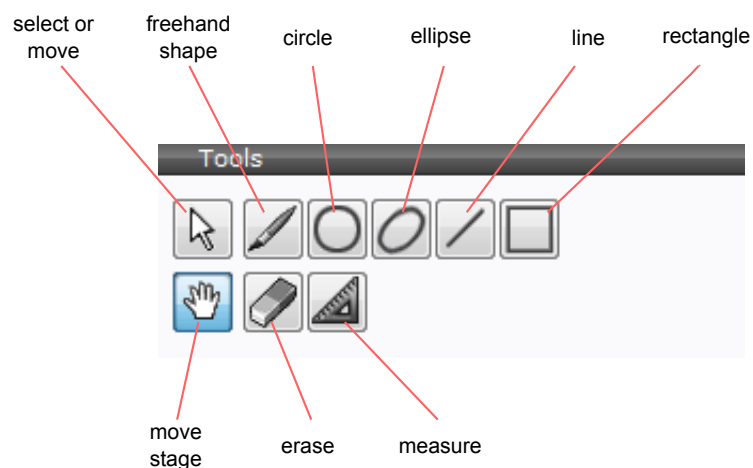 select or
move
freehand
shape
circle
ellipse
line
rectangle
Tools
move
stage
erase
measure